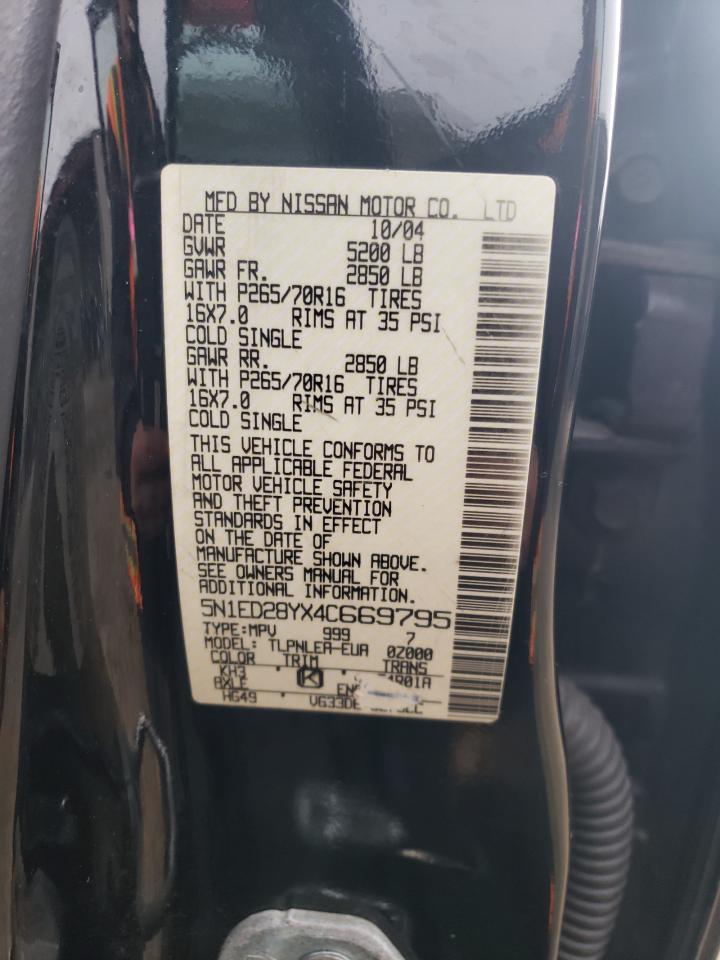 MFD BY NISSAN MOTOR CO. LTD
DATE 10/04
GVWR 5200 LB
GAWR FR. 2850 LB
WITH P265/70R16 TIRES
16X7.0 RIMS AT 35 PSI
COLD SINGLE
GAWR RR. 2850 LB
WITH P265/70R16 TIRES
16X7.0 RIMS AT 35 PSI
COLD SINGLE
THIS VEHICLE CONFORMS TO
ALL APPLICABLE FEDERAL
MOTOR VEHICLE SAFETY
AND THEFT PREVENTION
STANDARDS IN EFFECT
ON THE DATE OF
MANUFACTURE SHOWN ABOVE.
SEE OWNERS MANUAL FOR
ADDITIONAL INFORMATION.
5N1ED28YX4C669795
TYPE:MPV 999 7
MODEL: TLPNLEA-EUA 0Z000
COLOR TRIM TRANS
KH3 K
AXLE
HG49 VG33DE